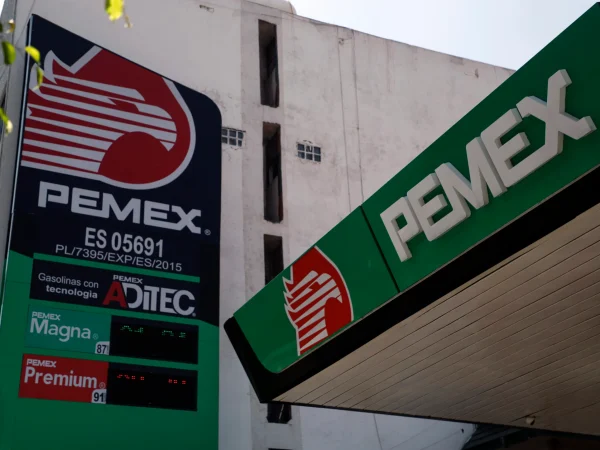 PEMEX®
ES 05691
PL/7395/EXP/ES/2015
Gasolinas con
tecnología
PEMEX
ADITEC.
PEMEX
Magna®
87
PEMEX
Premium®
91
PEMEX